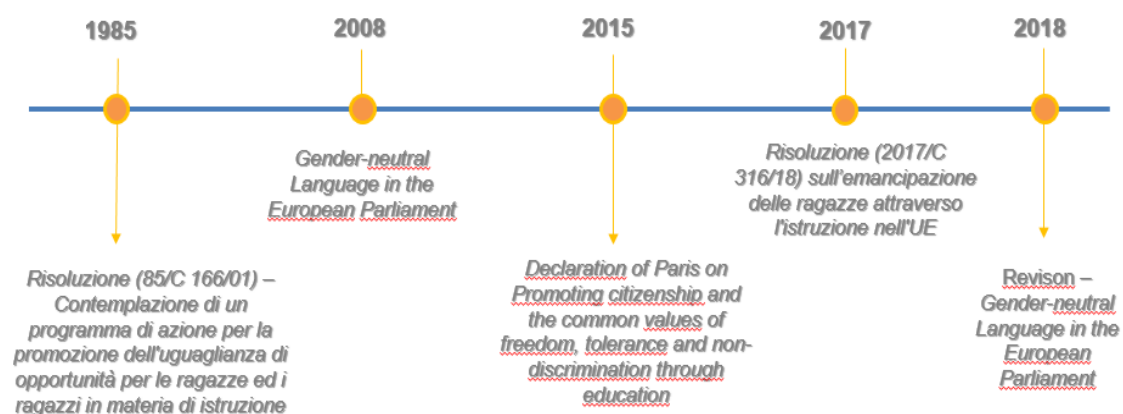 1985
2008
2015
2017
2018
Risoluzione (85/C 166/01) –
Contemplazione di un
programma di azione per la
promozione dell'uguaglianza di
opportunità per le ragazze ed i
ragazzi in materia di istruzione
Gender-neutral
Language in the
European Parliament
Declaration of Paris on
Promoting citizenship and
the common values of
freedom, tolerance and non-
discrimination through
education
Risoluzione (2017/C
316/18) sull'emancipazione
delle ragazze attraverso
l'istruzione nell'UE
Revison –
Gender-neutral
Language in the
European
Parliament